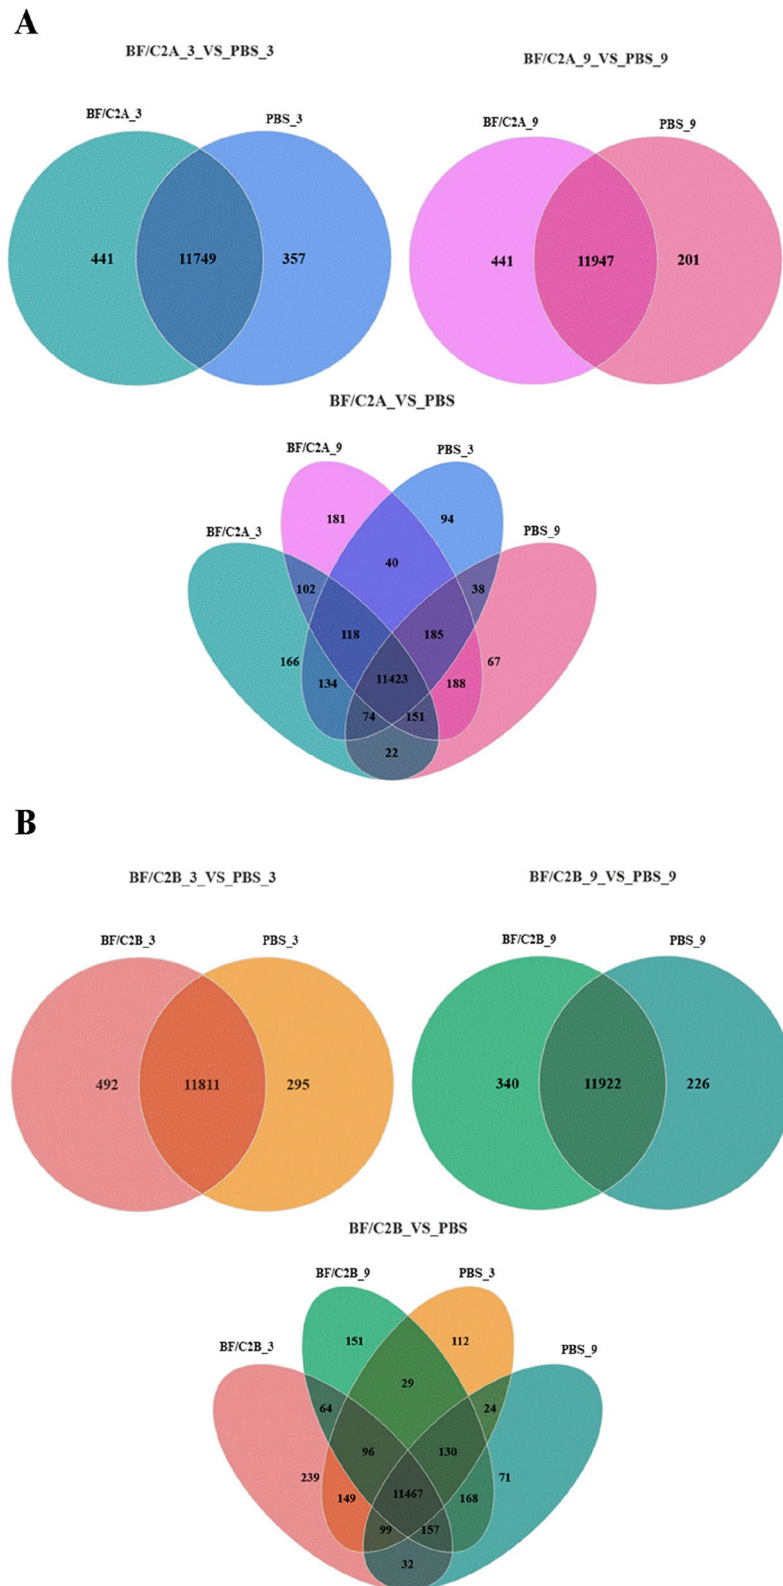 A
BF/C2A_3_VS_PBS_3
BF/C2A_9_VS_PBS_9
BF/C2A_3
PBS_3
BF/C2A_9
PBS_9
441
11749
357
441
11947
201
BF/C2A_VS_PBS
BF/C2A_9
PBS_3
BF/C2A_3
PBS_9
181
94
40
102
38
118
185
166
67
11423
134
188
74
151
22
B
BF/C2B_3_VS_PBS_3
BF/C2B_9_VS_PBS_9
BF/C2B_3
PBS_3
BF/C2B_9
PBS_9
492
11811
295
340
11922
226
BF/C2B_VS_PBS
BF/C2B_9
PBS_3
BF/C2B_3
PBS_9
151
112
29
64
24
96
130
239
71
11467
149
168
99
157
32